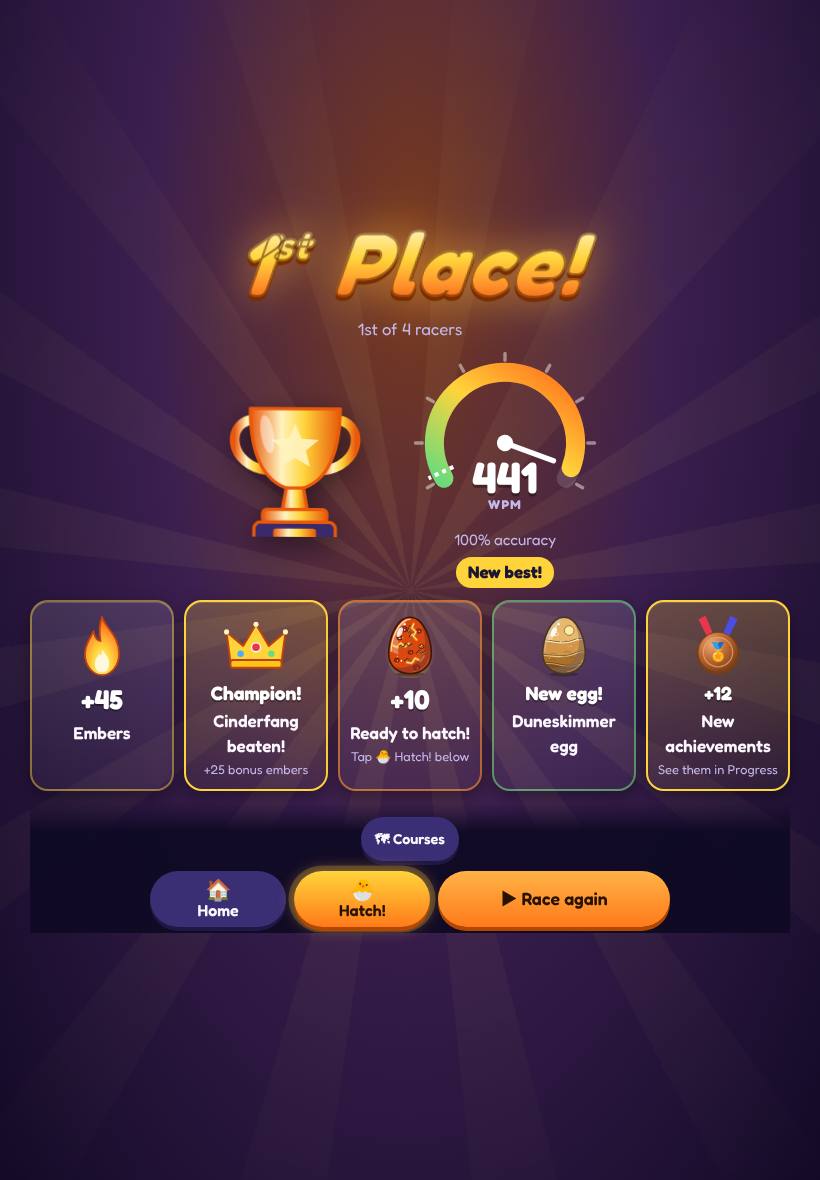 1st Place!
1st of 4 racers
441
WPM
100% accuracy
New best!
+45
Embers
Champion!
Cinderfang
beaten!
+25 bonus embers
+10
Ready to hatch!
Tap 🐣 Hatch! below
New egg!
Duneskimmer
egg
+12
New
achievements
See them in Progress
🗺 Courses
🏠
Home
🐣
Hatch!
▶ Race again